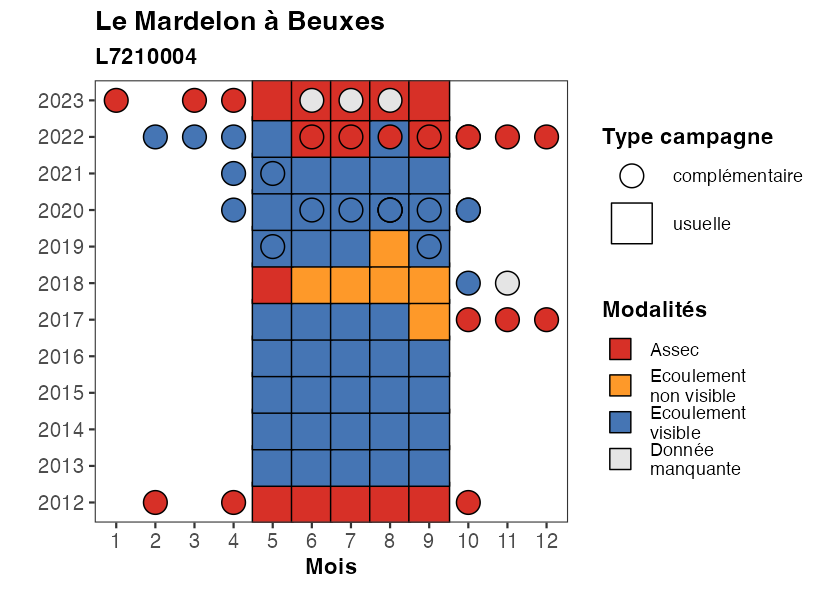 Le Mardelon à Beuxes
L7210004
2023
2022
2021
2020
2019
2018
2017
2016
2015
2014
2013
2012
1 2 3 4 5 6 7 8 9 10 11 12
Mois
Type campagne
complémentaire
usuelle
Modalités
Assec
Ecoulement
non visible
Ecoulement
visible
Donnée
manquante